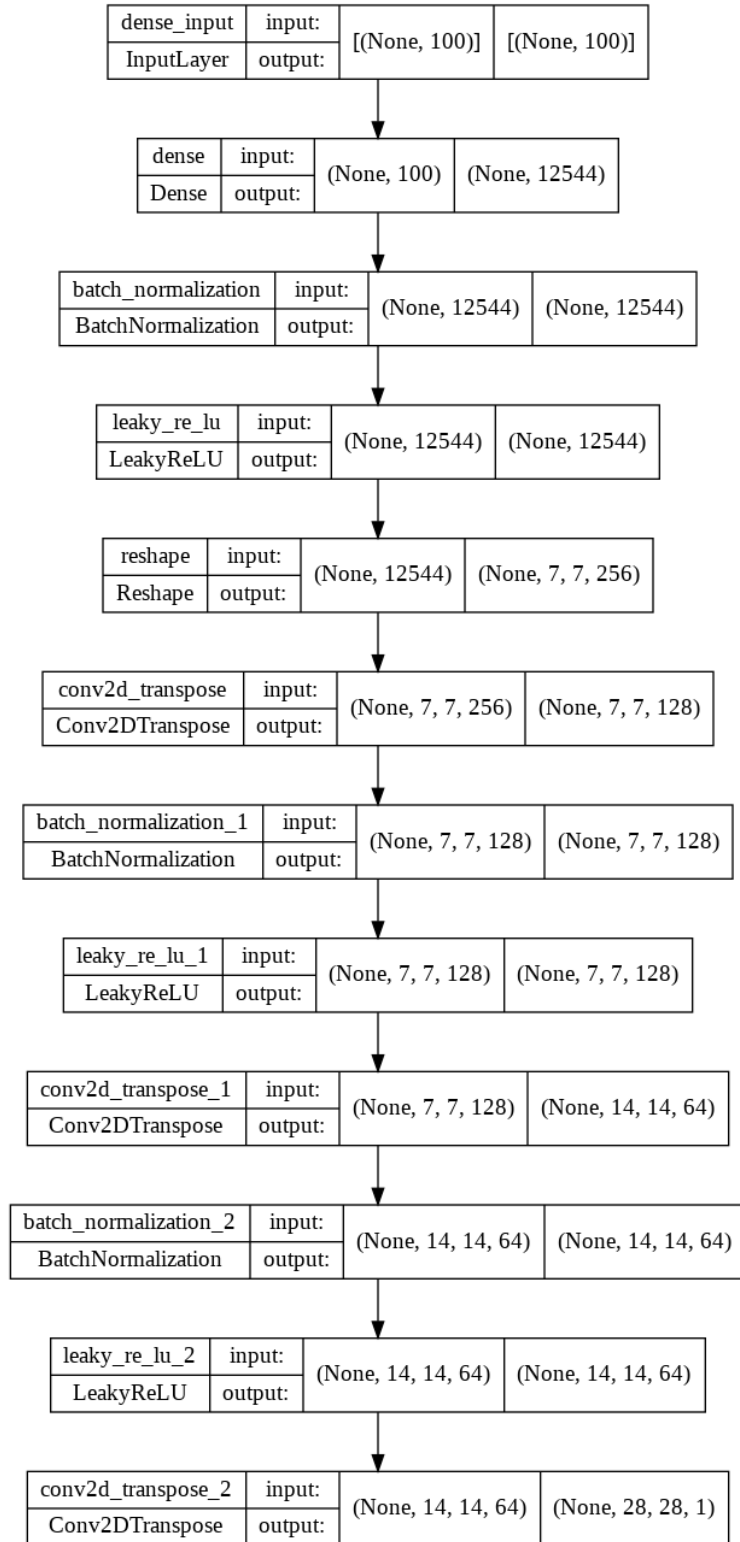 dense_input input: [(None, 100)] [(None, 100)]
InputLayer output:
dense input: (None, 100) (None, 12544)
Dense output:
batch_normalization input: (None, 12544) (None, 12544)
BatchNormalization output:
leaky_re_lu input: (None, 12544) (None, 12544)
LeakyReLU output:
reshape input: (None, 12544) (None, 7, 7, 256)
Reshape output:
conv2d_transpose input: (None, 7, 7, 256) (None, 7, 7, 128)
Conv2DTranspose output:
batch_normalization_1 input: (None, 7, 7, 128) (None, 7, 7, 128)
BatchNormalization output:
leaky_re_lu_1 input: (None, 7, 7, 128) (None, 7, 7, 128)
LeakyReLU output:
conv2d_transpose_1 input: (None, 7, 7, 128) (None, 14, 14, 64)
Conv2DTranspose output:
batch_normalization_2 input: (None, 14, 14, 64) (None, 14, 14, 64)
BatchNormalization output:
leaky_re_lu_2 input: (None, 14, 14, 64) (None, 14, 14, 64)
LeakyReLU output:
conv2d_transpose_2 input: (None, 14, 14, 64) (None, 28, 28, 1)
Conv2DTranspose output: